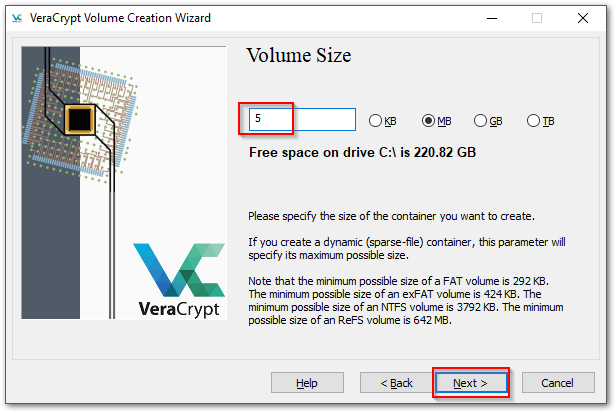 VeraCrypt Volume Creation Wizard
Volume Size
5
KB
MB
GB
TB
Free space on drive C:\ is 220.82 GB
Please specify the size of the container you want to create.
If you create a dynamic (sparse-file) container, this parameter will
specify its maximum possible size.
Note that the minimum possible size of a FAT volume is 292 KB.
The minimum possible size of an exFAT volume is 424 KB. The
minimum possible size of an NTFS volume is 3792 KB. The minimum
possible size of an ReFS volume is 642 MB.
VeraCrypt
Help
< Back
Next >
Cancel